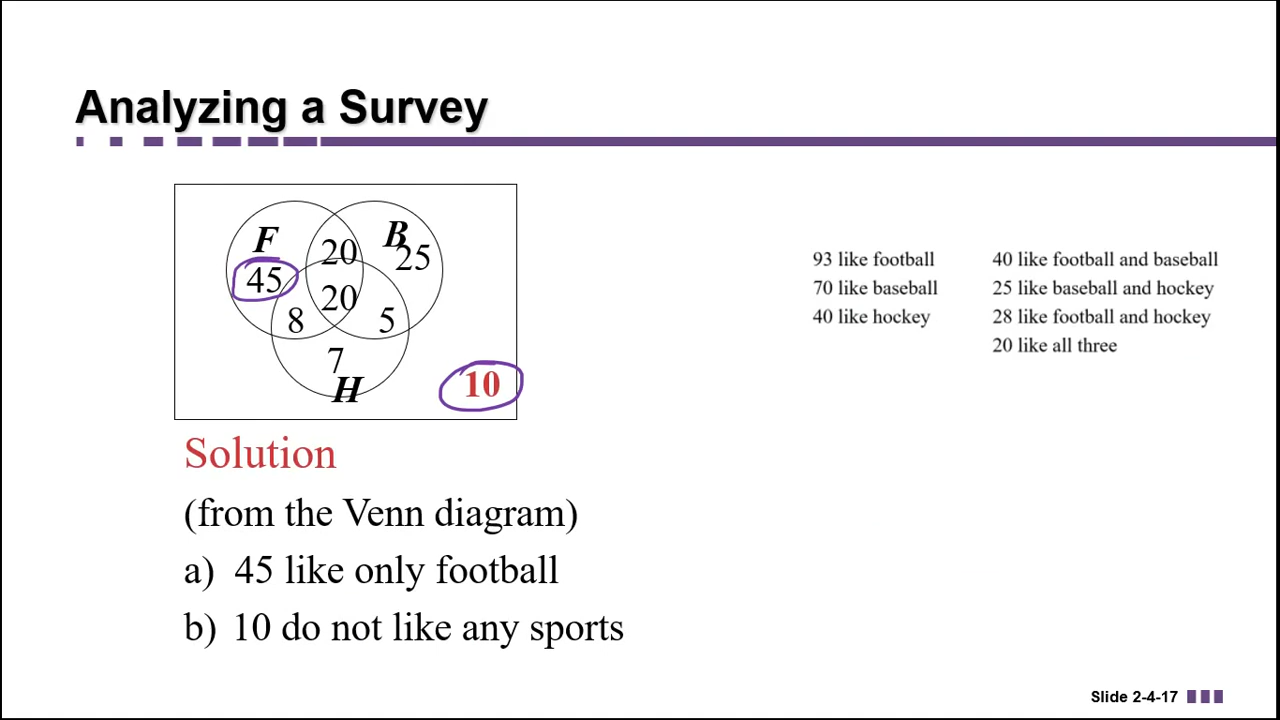 Analyzing a Survey
F
B
20
25
45
20
8
5
7
H
10
93 like football
70 like baseball
40 like hockey
40 like football and baseball
25 like baseball and hockey
28 like football and hockey
20 like all three
Solution
(from the Venn diagram)
a) 45 like only football
b) 10 do not like any sports
Slide 2-4-17